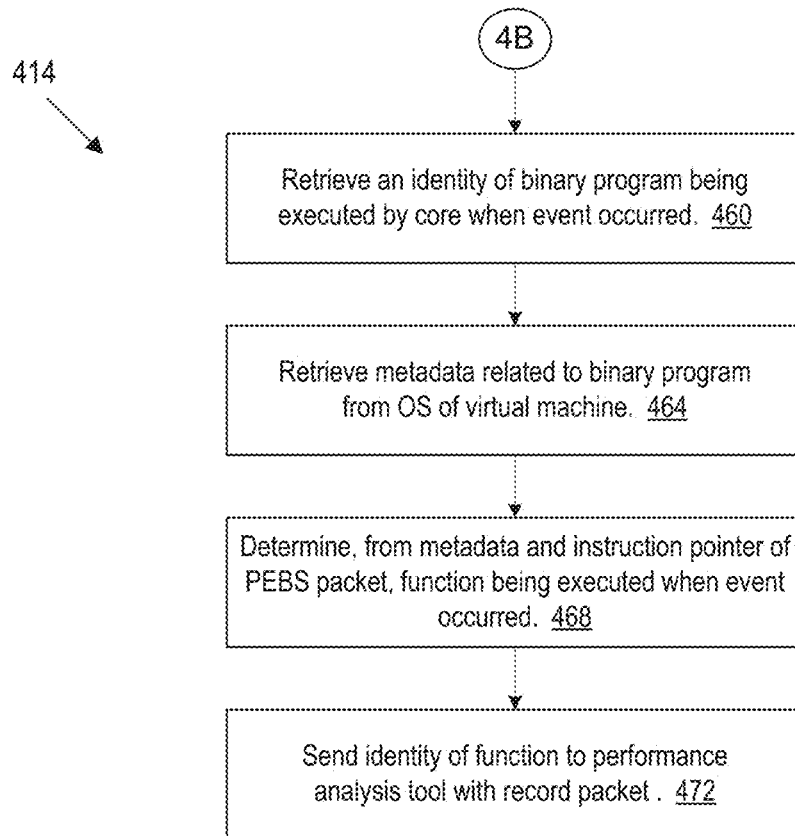 4B
414
Retrieve an identity of binary program being
executed by core when event occurred. 460
Retrieve metadata related to binary program
from OS of virtual machine. 464
Determine, from metadata and instruction pointer of
PEBS packet, function being executed when event
occurred. 468
Send identity of function to performance
analysis tool with record packet . 472